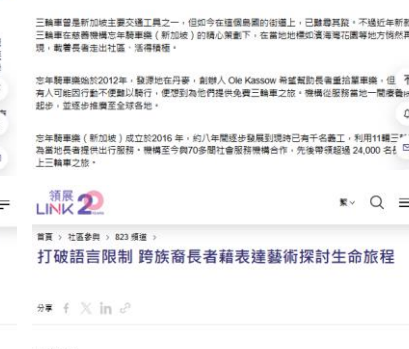 三輪車曾是新加坡主要交通工具之一，但如今在這個島國的街道上，已難尋其蹤。不過近年新
三輪車在慈善機構忘年騎車樂（新加坡）的精心策劃下，在當地地標如濱海灣花園等地方悄然再
現，載着長者走出社區、活得積極。
忘年騎車樂始於2012年，發源地在丹麥，創辦人 Ole Kassow 希望幫助長者重拾單車樂，但
有人可能因行動不便難以騎行，便想到為他們提供免費三輪車之旅。機構從服務當地一間療養
起步，並逐步推廣至全球各地。
忘年騎車樂（新加坡）成立於2016 年，約八年間逐步發展到現時已有千名義工，利用11輛三
為當地長者提供出行服務。機構至今與70多間社會服務機構合作，先後帶領超過 24,000 名
上三輪車之旅。
領展
LINK 20
繁
首頁 > 社區參與 > 823 頻道 >
打破語言限制 跨族裔長者藉表達藝術探討生命旅程
分享